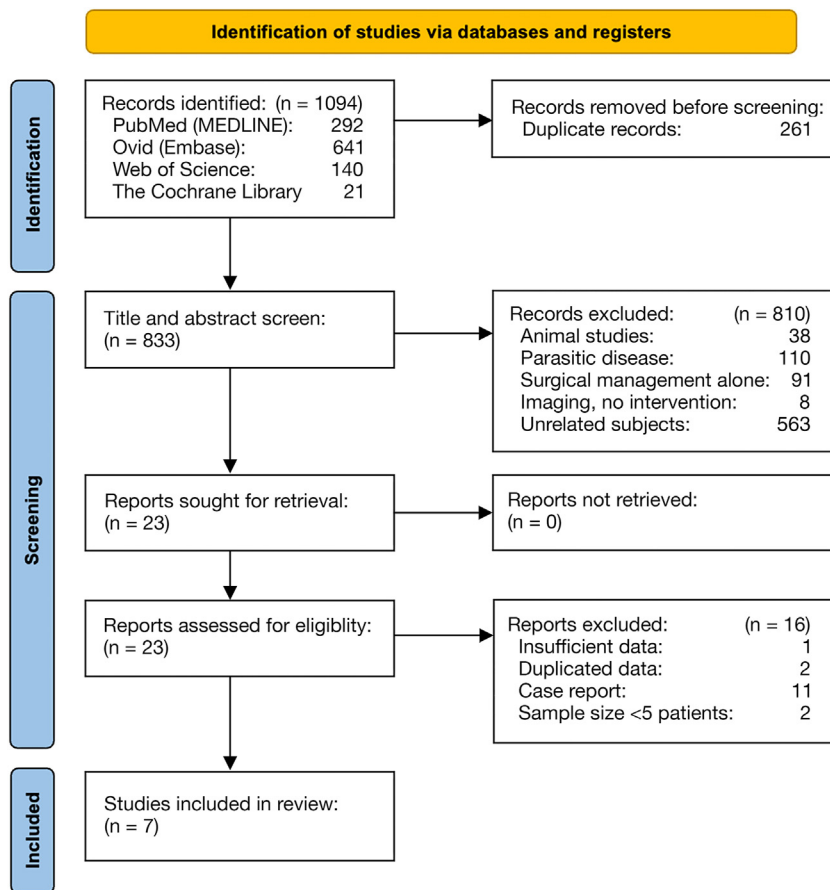 Identification of studies via databases and registers
Identification
Records identified: (n = 1094)
PubMed (MEDLINE): 292
Ovid (Embase): 641
Web of Science: 140
The Cochrane Library 21
Records removed before screening:
Duplicate records: 261
Screening
Title and abstract screen:
(n = 833)
Records excluded: (n = 810)
Animal studies: 38
Parasitic disease: 110
Surgical management alone: 91
Imaging, no intervention: 8
Unrelated subjects: 563
Reports sought for retrieval:
(n = 23)
Reports not retrieved:
(n = 0)
Reports assessed for eligiblity:
(n = 23)
Reports excluded: (n = 16)
Insufficient data: 1
Duplicated data: 2
Case report: 11
Sample size <5 patients: 2
Included
Studies included in review:
(n = 7)